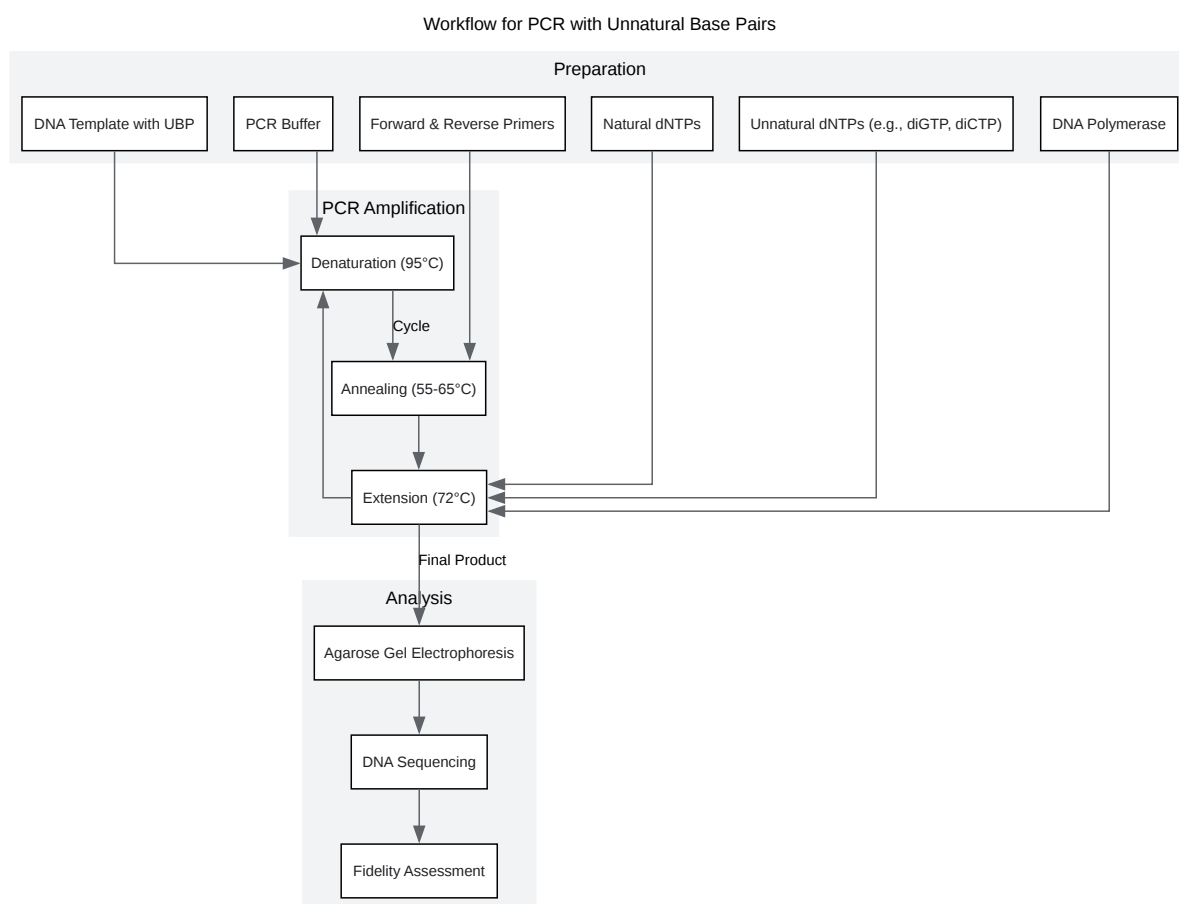 Workflow for PCR with Unnatural Base Pairs
Preparation
DNA Template with UBP
PCR Buffer
Forward & Reverse Primers
Natural dNTPs
Unnatural dNTPs (e.g., diGTP, diCTP)
DNA Polymerase
PCR Amplification
Denaturation (95°C)
Cycle
Annealing (55-65°C)
Extension (72°C)
Final Product
Analysis
Agarose Gel Electrophoresis
DNA Sequencing
Fidelity Assessment